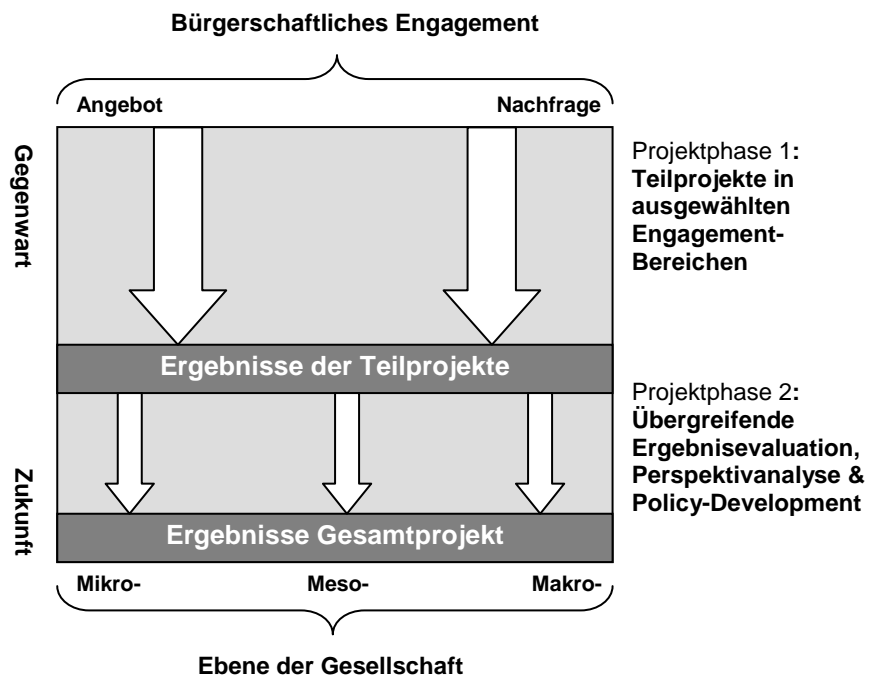 Bürgerschaftliches Engagement
Angebot
Nachfrage
Gegenwart
Projektphase 1:
Teilprojekte in
ausgewählten
Engagement-
Bereichen
Ergebnisse der Teilprojekte
Projektphase 2:
Übergreifende
Ergebnisevaluation,
Perspektivanalyse &
Policy-Development
Zukunft
Ergebnisse Gesamtprojekt
Mikro-
Meso-
Makro-
Ebene der Gesellschaft